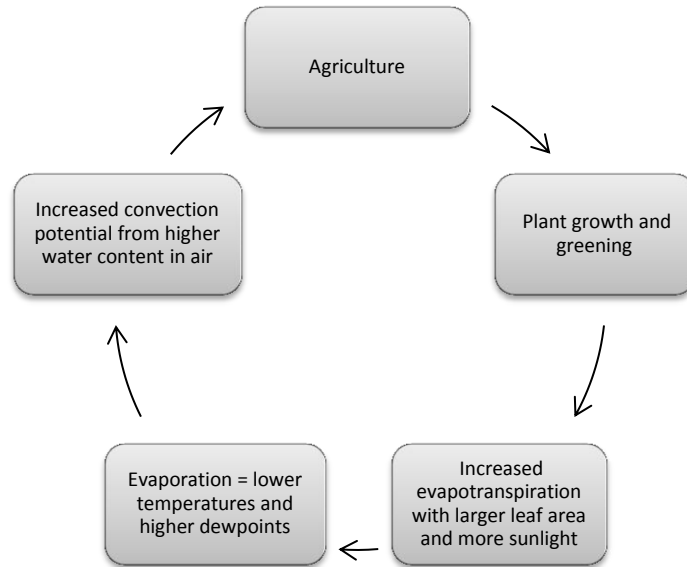 Agriculture
Plant growth and
greening
Increased
evapotranspiration
with larger leaf area
and more sunlight
Evaporation = lower
temperatures and
higher dewpoints
Increased convection
potential from higher
water content in air